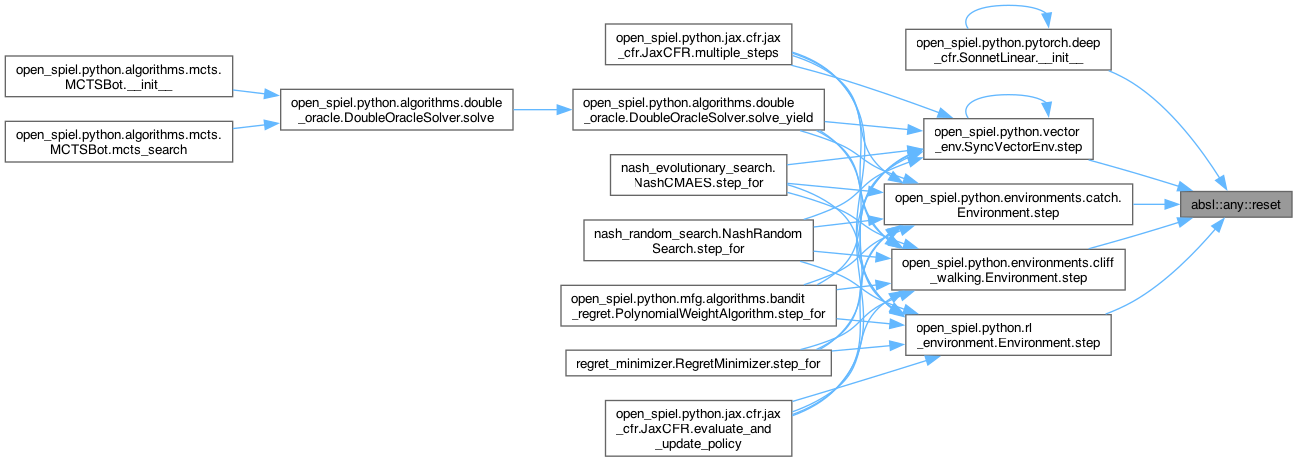 open_spiel.python.algorithms.mcts.
MCTSBot.__init__
open_spiel.python.algorithms.mcts.
MCTSBot.mcts_search
open_spiel.python.algorithms.double
_oracle.DoubleOracleSolver.solve
open_spiel.python.jax.cfr.jax
_cfr.JaxCFR.multiple_steps
open_spiel.python.algorithms.double
_oracle.DoubleOracleSolver.solve_yield
nash_evolutionary_search.
NashCMAES.step_for
nash_random_search.NashRandom
Search.step_for
open_spiel.python.mfg.algorithms.bandit
_regret.PolynomialWeightAlgorithm.step_for
regret_minimizer.RegretMinimizer.step_for
open_spiel.python.jax.cfr.jax
_cfr.JaxCFR.evaluate_and
_update_policy
open_spiel.python.pytorch.deep
_cfr.SonnetLinear.__init__
open_spiel.python.vector
_env.SyncVectorEnv.step
open_spiel.python.environments.catch.
Environment.step
open_spiel.python.environments.cliff
_walking.Environment.step
open_spiel.python.rl
_environment.Environment.step
absl::any::reset